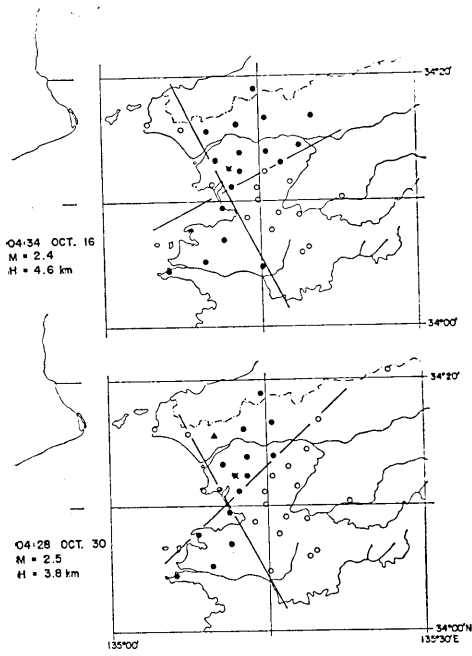 34°20'
04:34 OCT. 16
M = 2.4
H = 4.6 km
34°00'
34°20'
04:28 OCT. 30
M = 2.5
H = 3.8 km
34°00'N
135°00'
135°30'E